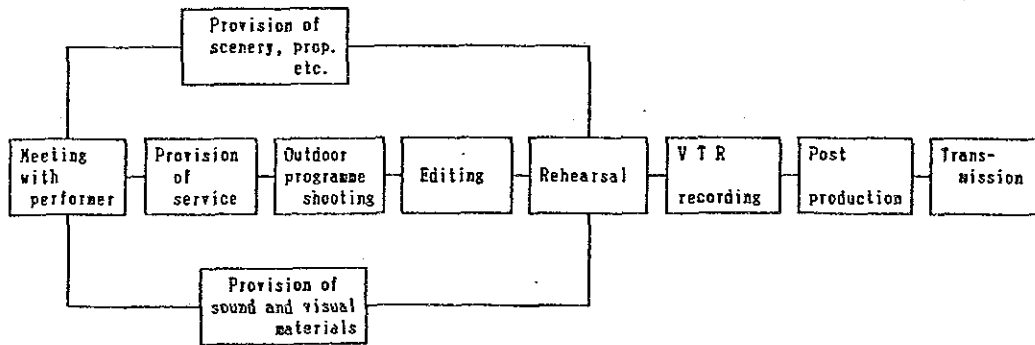 Provision of
scenery, prop.
etc.
Meeting
with
performer
Provision
of
service
Outdoor
programme
shooting
Editing
Rehearsal
V T R
recording
Post
production
Trans-
mission
Provision of
sound and visual
materials